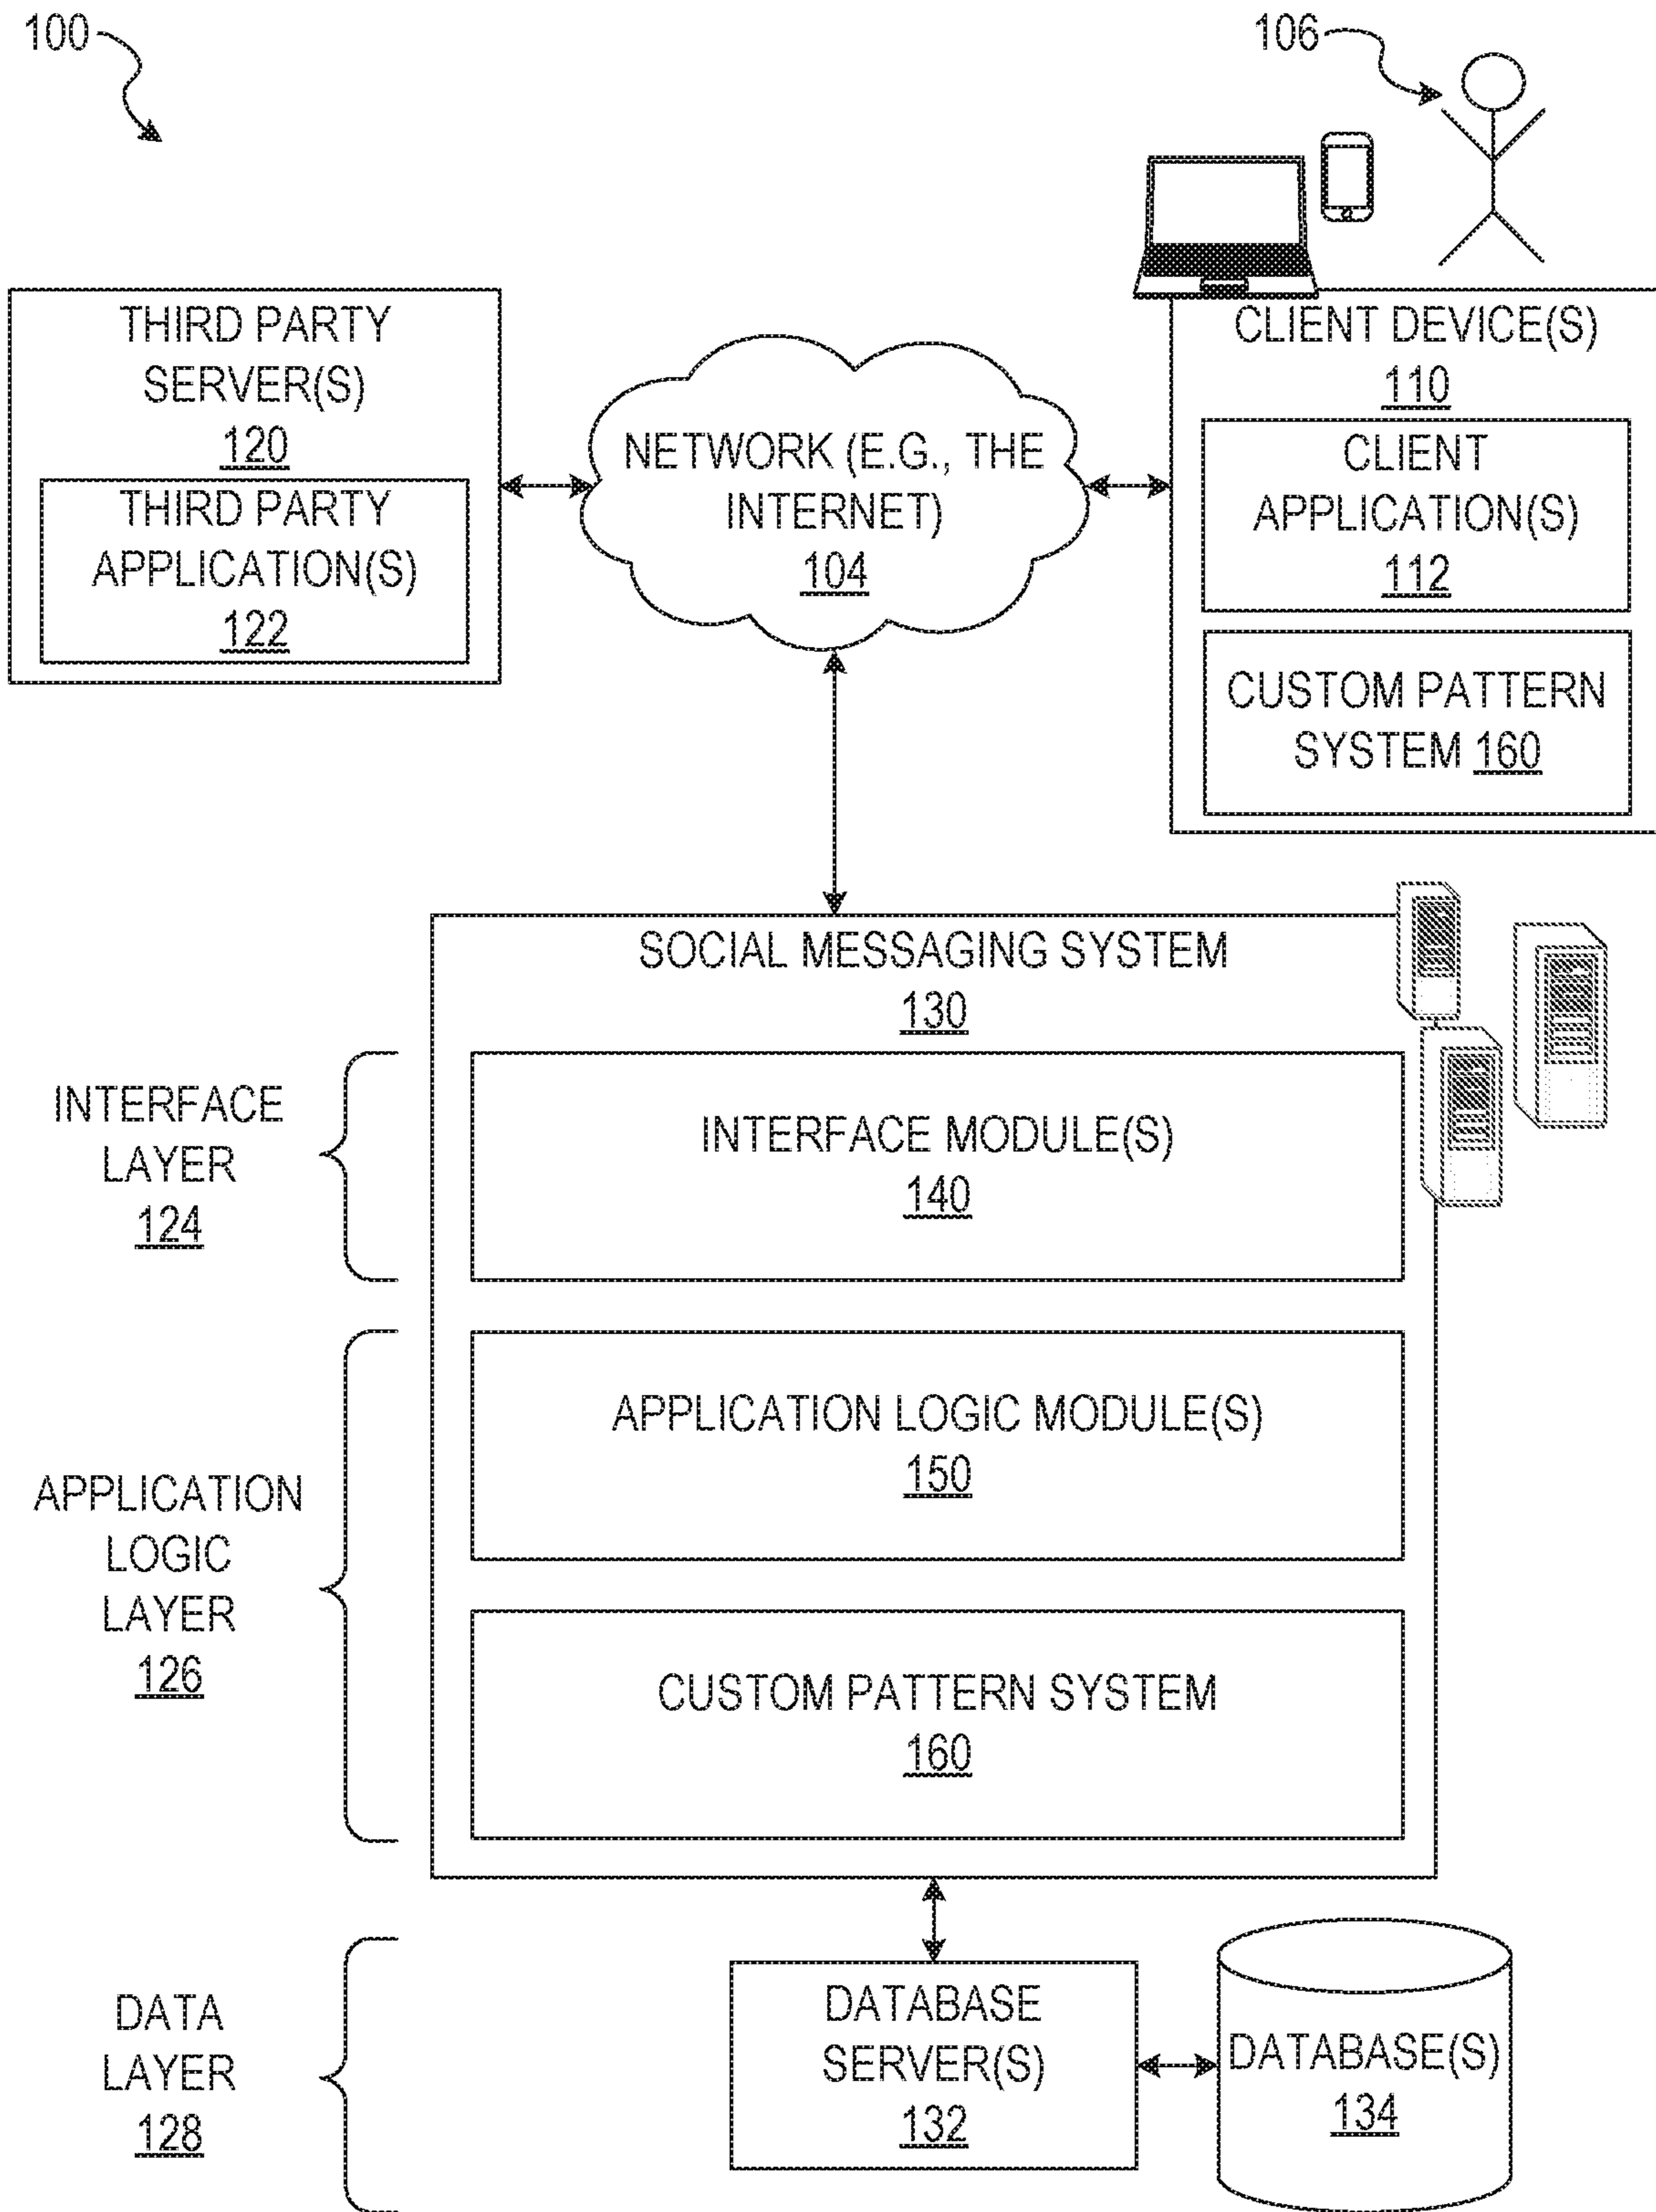 100
106
THIRD PARTY
SERVER(S)
120
THIRD PARTY
APPLICATION(S)
122
NETWORK (E.G., THE
INTERNET)
104
CLIENT DEVICE(S)
110
CLIENT
APPLICATION(S)
112
CUSTOM PATTERN
SYSTEM 160
SOCIAL MESSAGING SYSTEM
130
INTERFACE
LAYER
124
INTERFACE MODULE(S)
140
APPLICATION
LOGIC
LAYER
126
APPLICATION LOGIC MODULE(S)
150
CUSTOM PATTERN SYSTEM
160
DATA
LAYER
128
DATABASE
SERVER(S)
132
DATABASE(S)
134